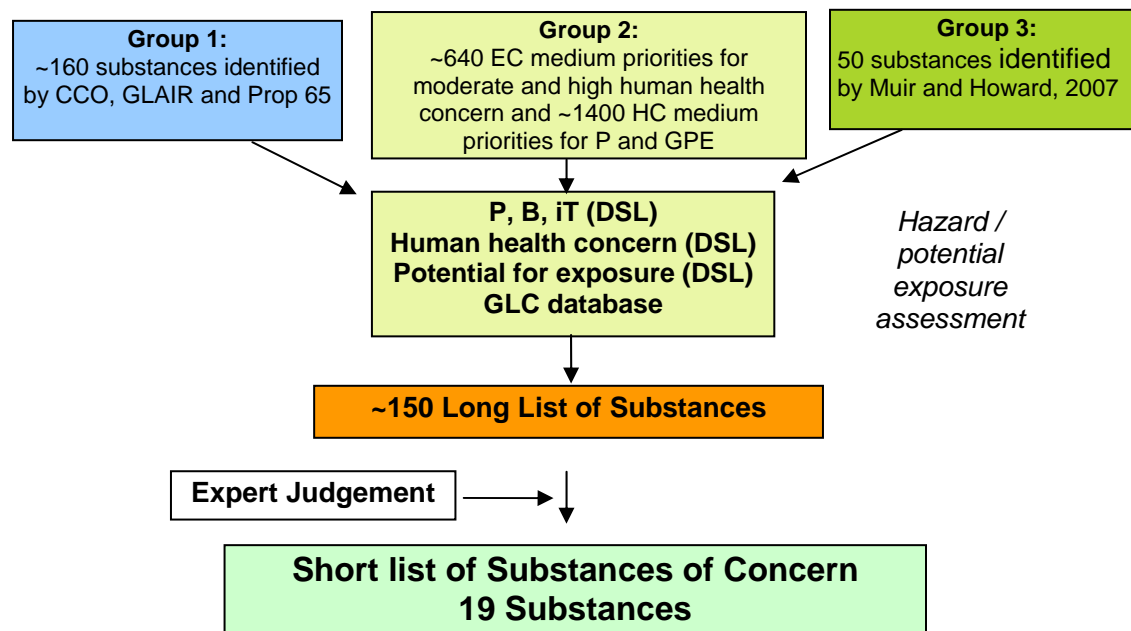 Group 1:
~160 substances identified
by CCO, GLAIR and Prop 65
Group 2:
~640 EC medium priorities for
moderate and high human health
concern and ~1400 HC medium
priorities for P and GPE
Group 3:
50 substances identified
by Muir and Howard, 2007
P, B, iT (DSL)
Human health concern (DSL)
Potential for exposure (DSL)
GLC database
Hazard /
potential
exposure
assessment
~150 Long List of Substances
Expert Judgement
Short list of Substances of Concern
19 Substances